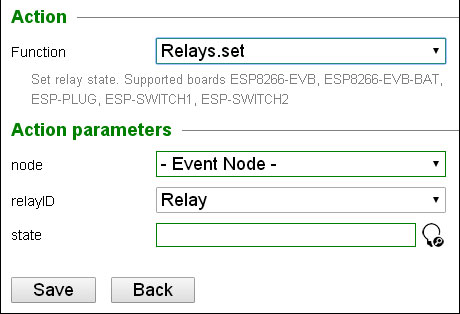 Action
Function Relays.set
Set relay state. Supported boards ESP8266-EVB, ESP8266-EVB-BAT,
ESP-PLUG, ESP-SWITCH1, ESP-SWITCH2
Action parameters
node - Event Node -
relayID Relay
state
Save Back